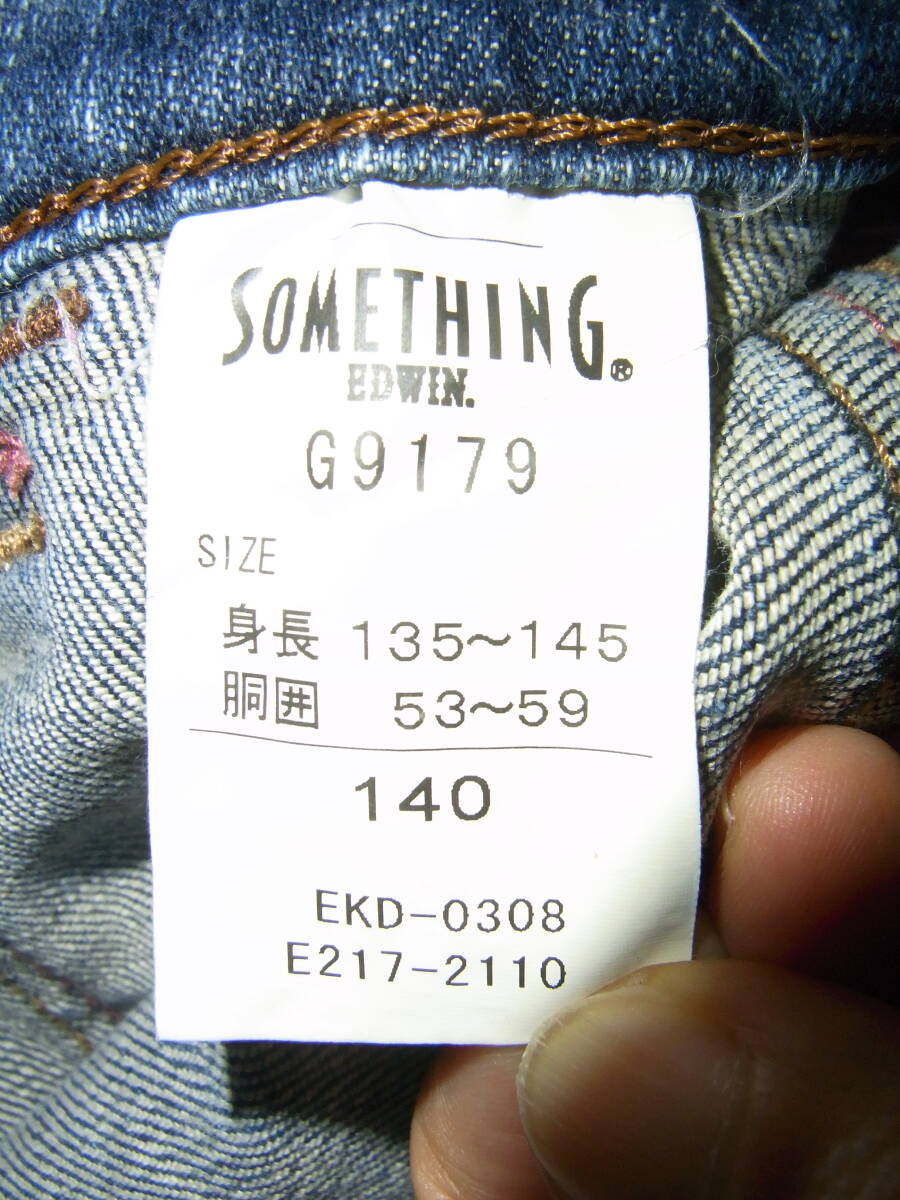 SOMETHING®
EDWIN.
G9179
SIZE
身長 135～145
胴囲 53～59
140
EKD-0308
E217-2110